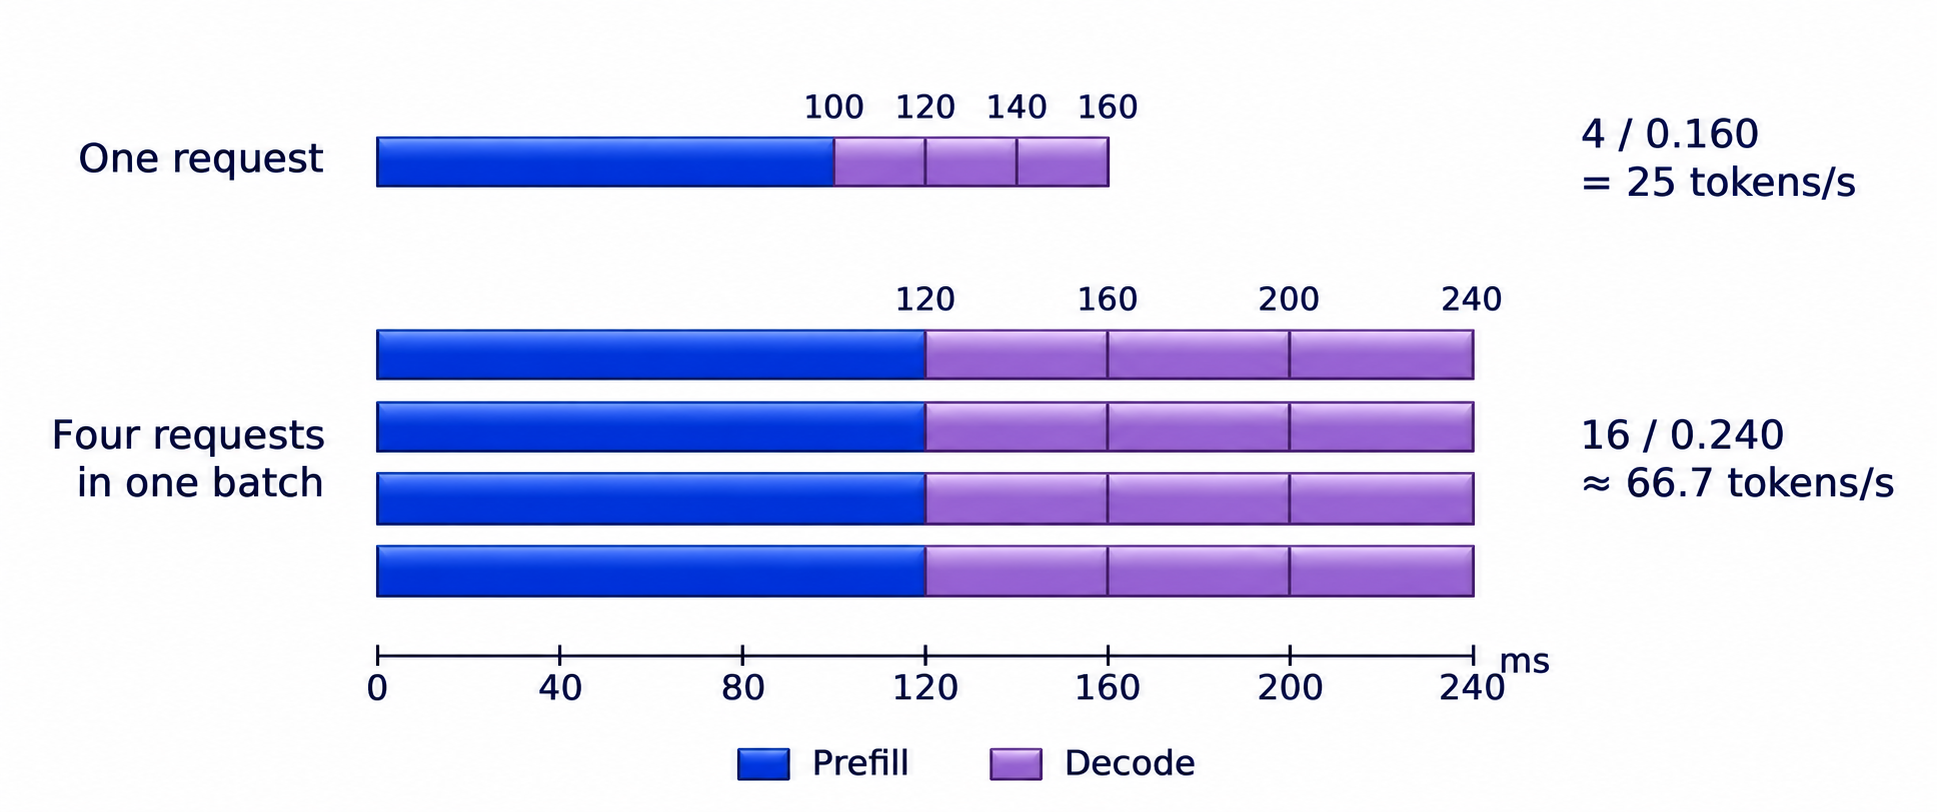 100 120 140 160
One request
4 / 0.160
= 25 tokens/s
120 160 200 240
Four requests
in one batch
16 / 0.240
≈ 66.7 tokens/s
ms
0 40 80 120 160 200 240
Prefill Decode